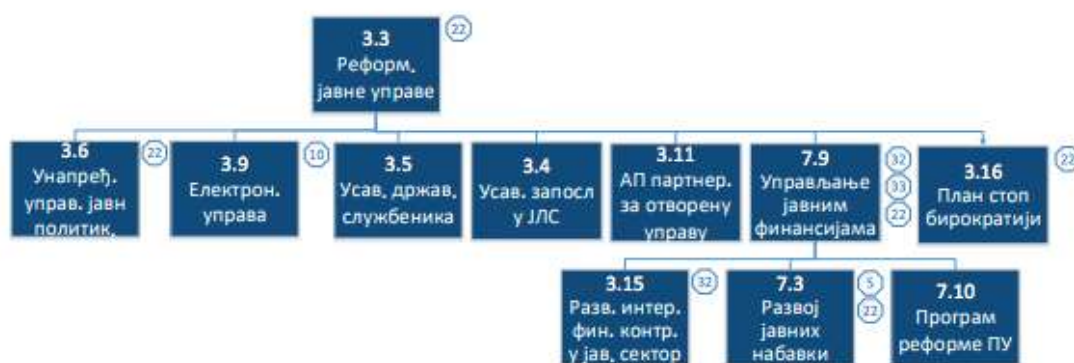 3.3
Реформ,
јавне управе
22
3.6
Унапређ.
управ. јавн
политик,
22
3.9
Електрон.
управа
10
3.5
Усав, држав,
службеника
3.4
Усав. запосл
у ЈЛС
3.11
АП партнер.
за отворену
управу
7.9
Управљање
јавним
финансијама
32
33
22
3.16
План стоп
бирократији
22
3.15
Разв. интер.
фин. контр.
у јав, сектор
32
7.3
Развој
јавних
набавки
5
22
7.10
Програм
реформе ПУ